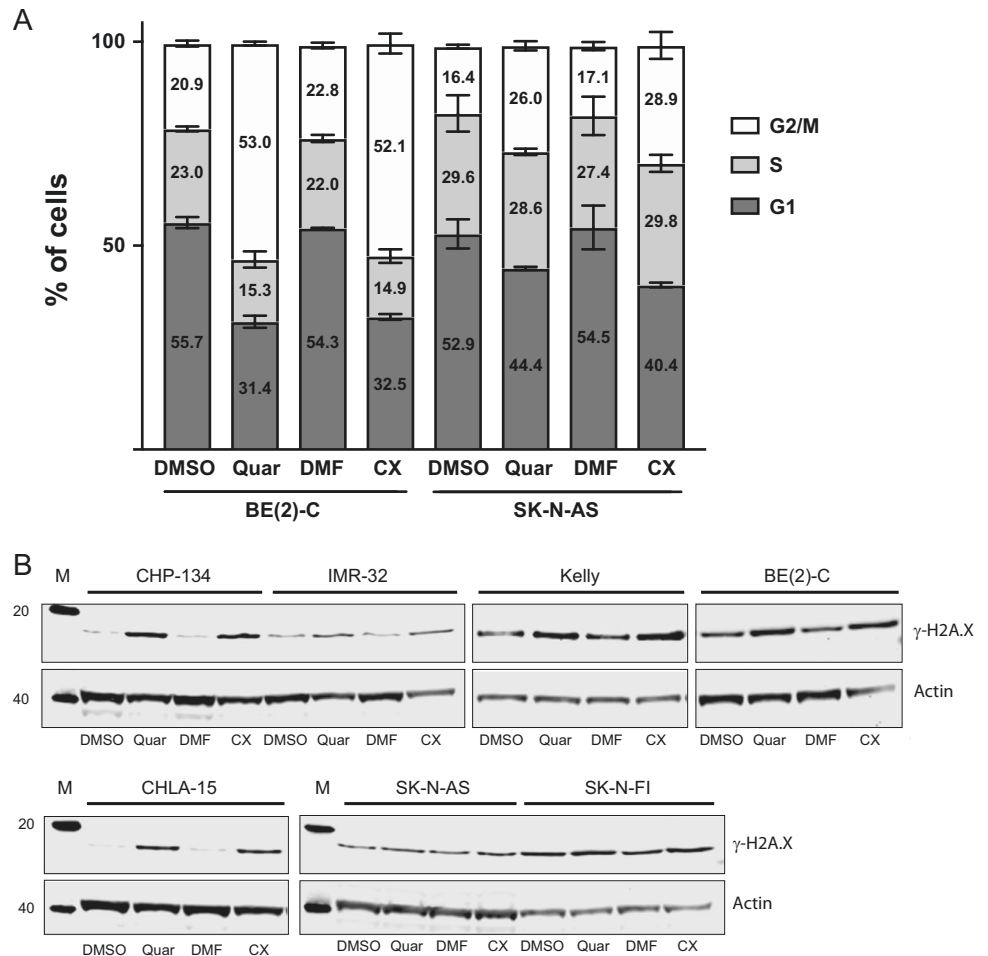 A
100
50
% of cells
20.9 53.0 22.8 52.1 16.4 26.0 17.1 28.9
23.0 15.3 22.0 14.9 29.6 28.6 27.4 29.8
55.7 31.4 54.3 32.5 52.9 44.4 54.5 40.4
G2/M
S
G1
DMSO Quar DMF CX DMSO Quar DMF CX
BE(2)-C SK-N-AS
B
M CHP-134 IMR-32 Kelly BE(2)-C
20
γ-H2A.X
40
Actin
DMSO Quar DMF CX DMSO Quar DMF CX DMSO Quar DMF CX DMSO Quar DMF CX
M CHLA-15 M SK-N-AS SK-N-FI
20
γ-H2A.X
40
Actin
DMSO Quar DMF CX DMSO Quar DMF CX DMSO Quar DMF CX